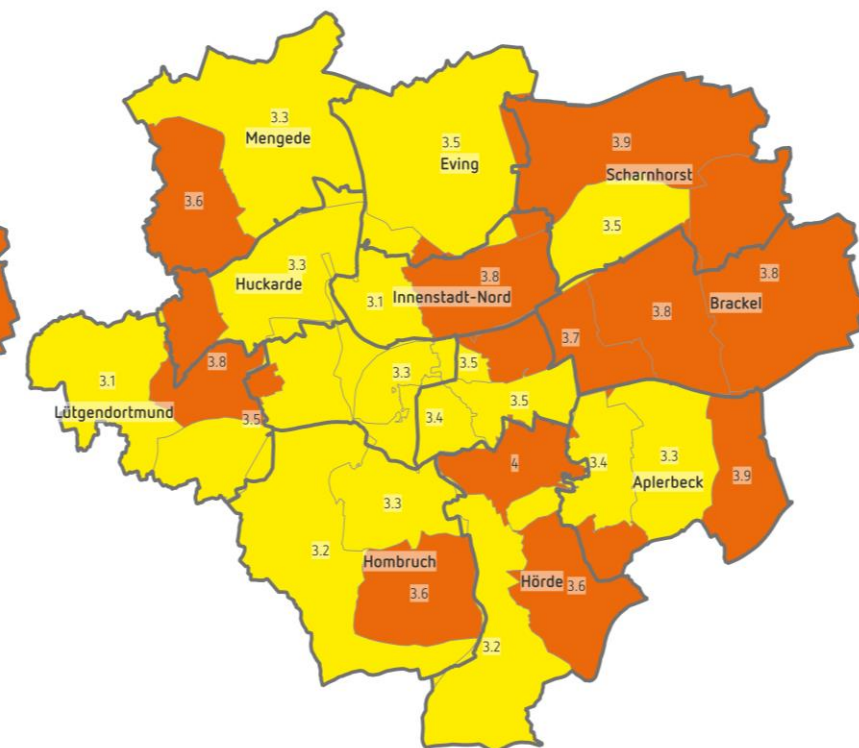 3.3
Mengede
3.5
Eving
3.9
Scharnhorst
3.6
3.5
3.3
Huckarde
3.1
3.8
Innenstadt-Nord
3.8
Brackel
3.8
3.7
3.8
3.1
Lütgendortmund
3.5
3.3
3.5
3.5
3.4
4
3.4
3.3
Aplerbeck
3.9
3.3
3.2
Hombruch
3.6
Hörde
3.6
3.2